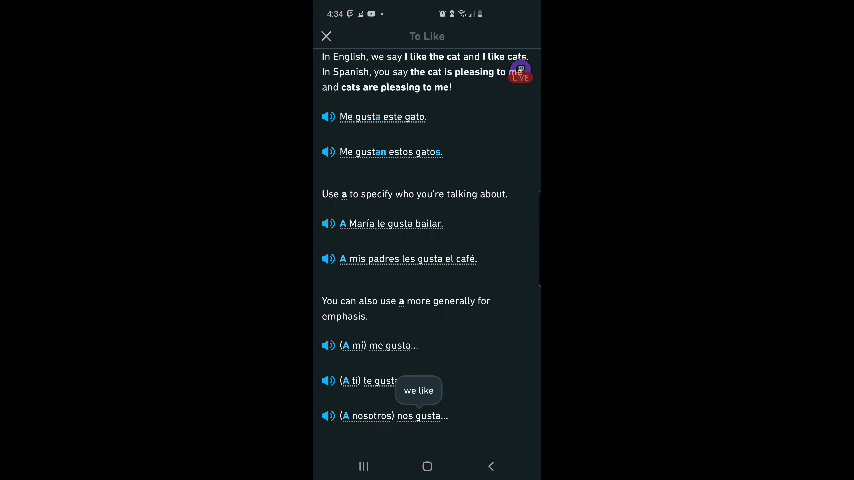 4:34
To Like
In English, we say I like the cat and I like cats.
In Spanish, you say the cat is pleasing to me
and cats are pleasing to me!
LIVE
Me gusta este gato.
Me gustan estos gatos.
Use a to specify who you're talking about.
A María le gusta bailar.
A mis padres les gusta el café.
You can also use a more generally for
emphasis.
(A mí) me gusta...
(A ti) te gusta
we like
(A nosotros) nos gusta...